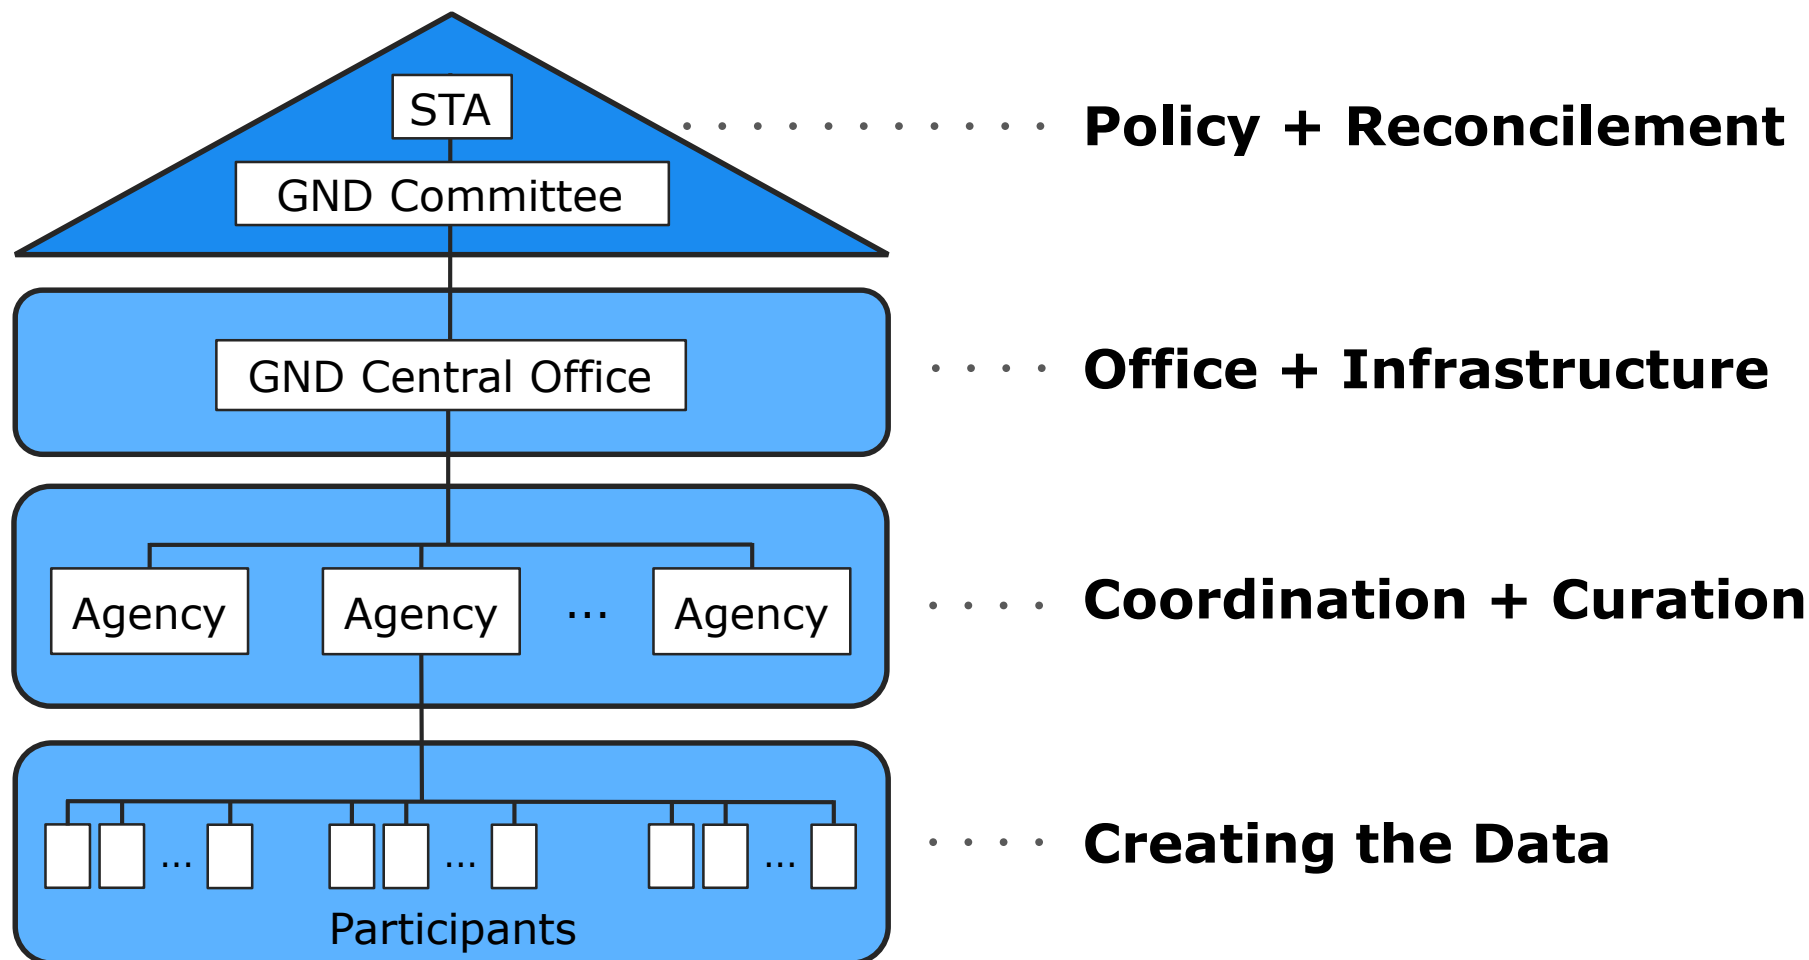 STA
Policy + Reconcilement
GND Committee
GND Central Office
Office + Infrastructure
Agency Agency ... Agency
Coordination + Curation
... ... ...
Creating the Data
Participants